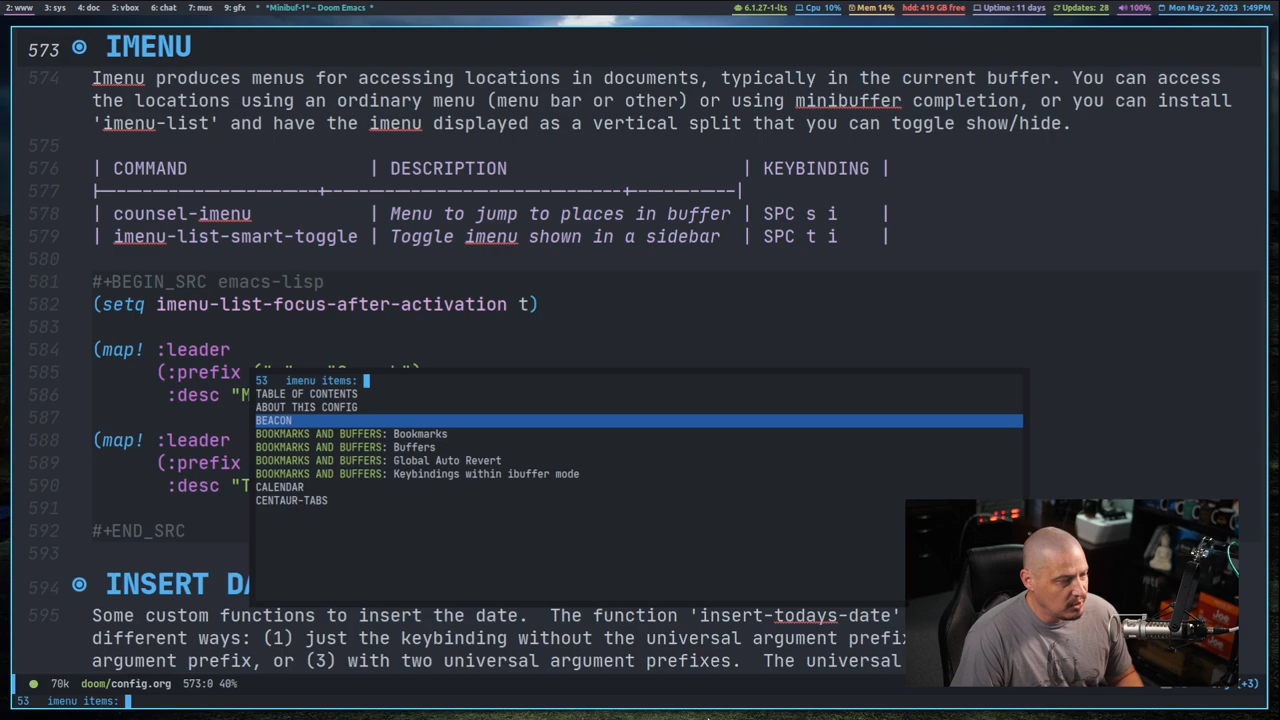 2: www 3: sys 4: doc 5: vbox 6: chat 7: mus 9: gfx * *Minibuf-1* – Doom Emacs * 6.1.27-1-lts Cpu 10% Mem 14% hdd: 419 GB free Uptime : 11 days Updates: 28 100% Mon May 22, 2023 1:49PM
573 IMENU
574 Imenu produces menus for accessing locations in documents, typically in the current buffer. You can access
the locations using an ordinary menu (menu bar or other) or using minibuffer completion, or you can install
'imenu-list' and have the imenu displayed as a vertical split that you can toggle show/hide.
575
576 | COMMAND | DESCRIPTION | KEYBINDING |
577
578 | counsel-imenu | Menu to jump to places in buffer | SPC s i |
579 | imenu-list-smart-toggle | Toggle imenu shown in a sidebar | SPC t i |
580
581 #+BEGIN_SRC emacs-lisp
582 (setq imenu-list-focus-after-activation t)
583
584 (map! :leader
585 (:prefix
586 :desc "M
587
588 (map! :leader
589 (:prefix
590 :desc "T
591
592 #+END_SRC
593
53 imenu items:
TABLE OF CONTENTS
ABOUT THIS CONFIG
BEACON
BOOKMARKS AND BUFFERS: Bookmarks
BOOKMARKS AND BUFFERS: Buffers
BOOKMARKS AND BUFFERS: Global Auto Revert
BOOKMARKS AND BUFFERS: Keybindings within ibuffer mode
CALENDAR
CENTAUR-TABS
594 INSERT DA
595 Some custom functions to insert the date. The function 'insert-todays-date'
different ways: (1) just the keybinding without the universal argument prefix
argument prefix, or (3) with two universal argument prefixes. The universal
70k doom/config.org 573:0 40% (+3)
53 imenu items: